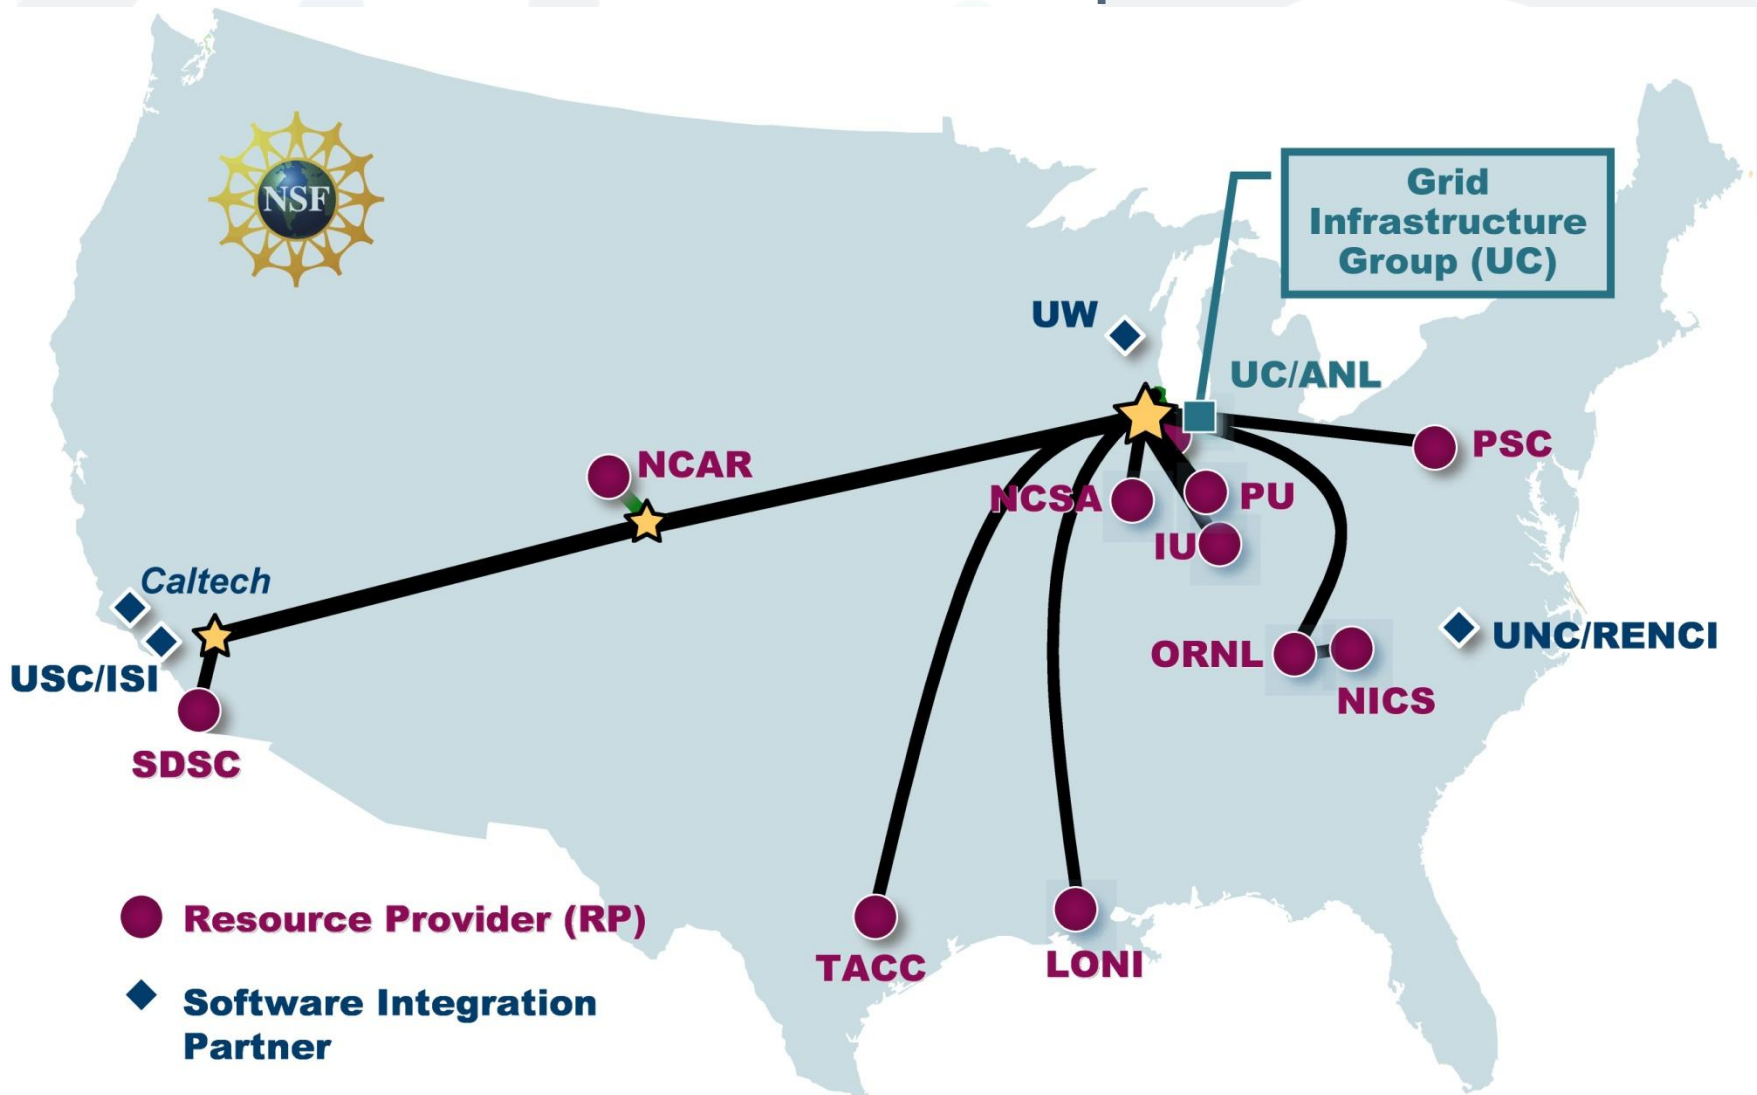 NSF
Grid
Infrastructure
Group (UC)
UW
UC/ANL
NCAR
PSC
NCSA
PU
IU
Caltech
USC/ISI
UNC/RENCI
ORNL
NICS
SDSC
Resource Provider (RP)
TACC
LONI
Software Integration
Partner